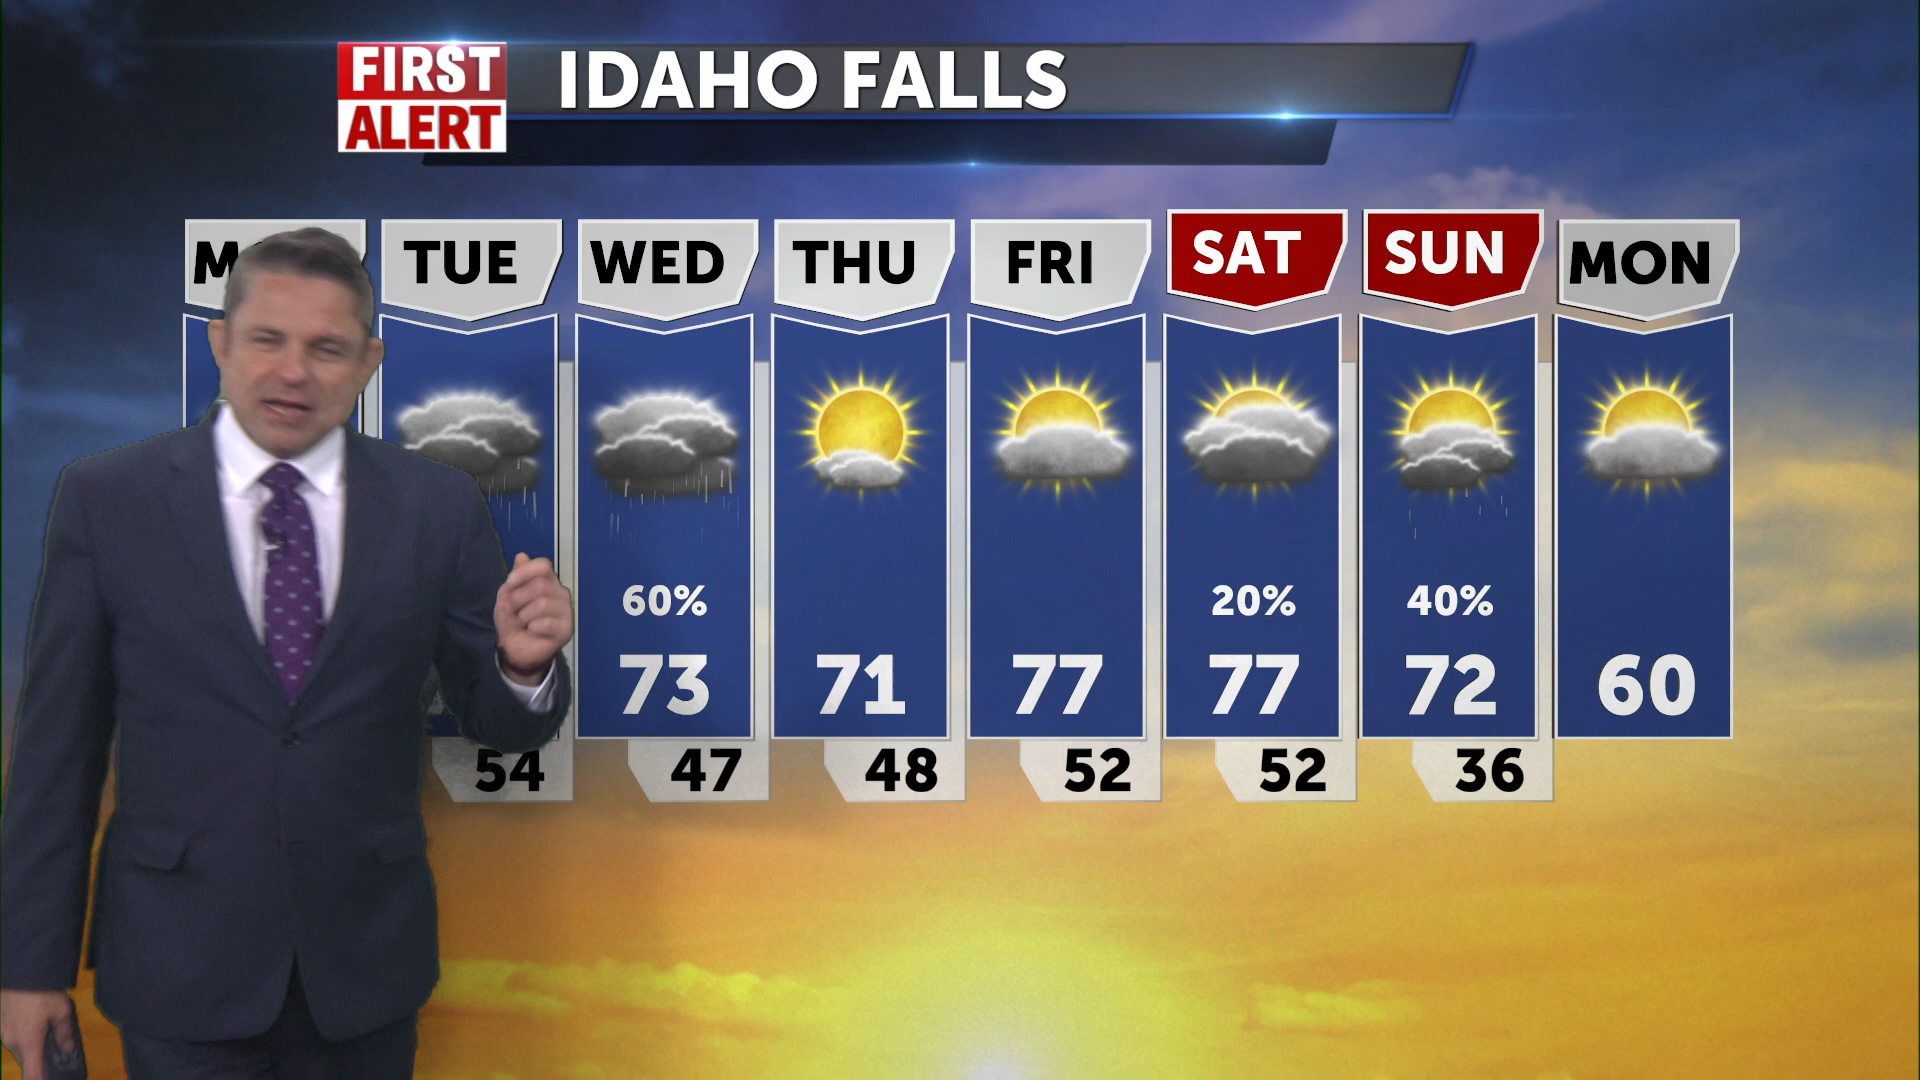 FIRST
ALERT
IDAHO FALLS
TUE WED THU FRI SAT SUN MON
60% 20% 40%
73 71 77 77 72 60
54 47 48 52 52 36